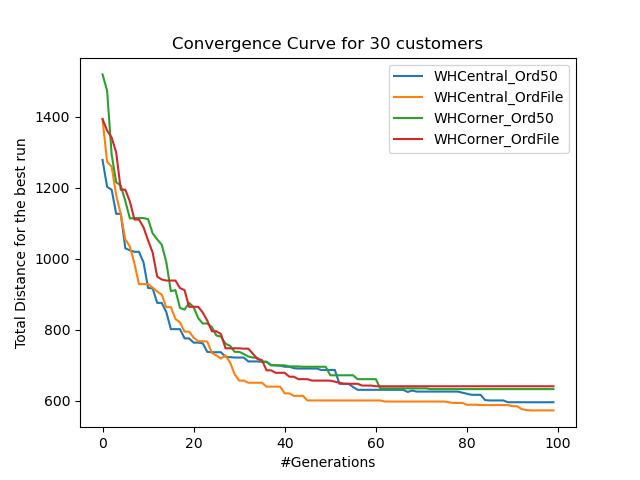 Convergence Curve for 30 customers
WHCentral_Ord50
WHCentral_OrdFile
WHCorner_Ord50
WHCorner_OrdFile
Total Distance for the best run
1400
1200
1000
800
600
0 20 40 60 80 100
#Generations